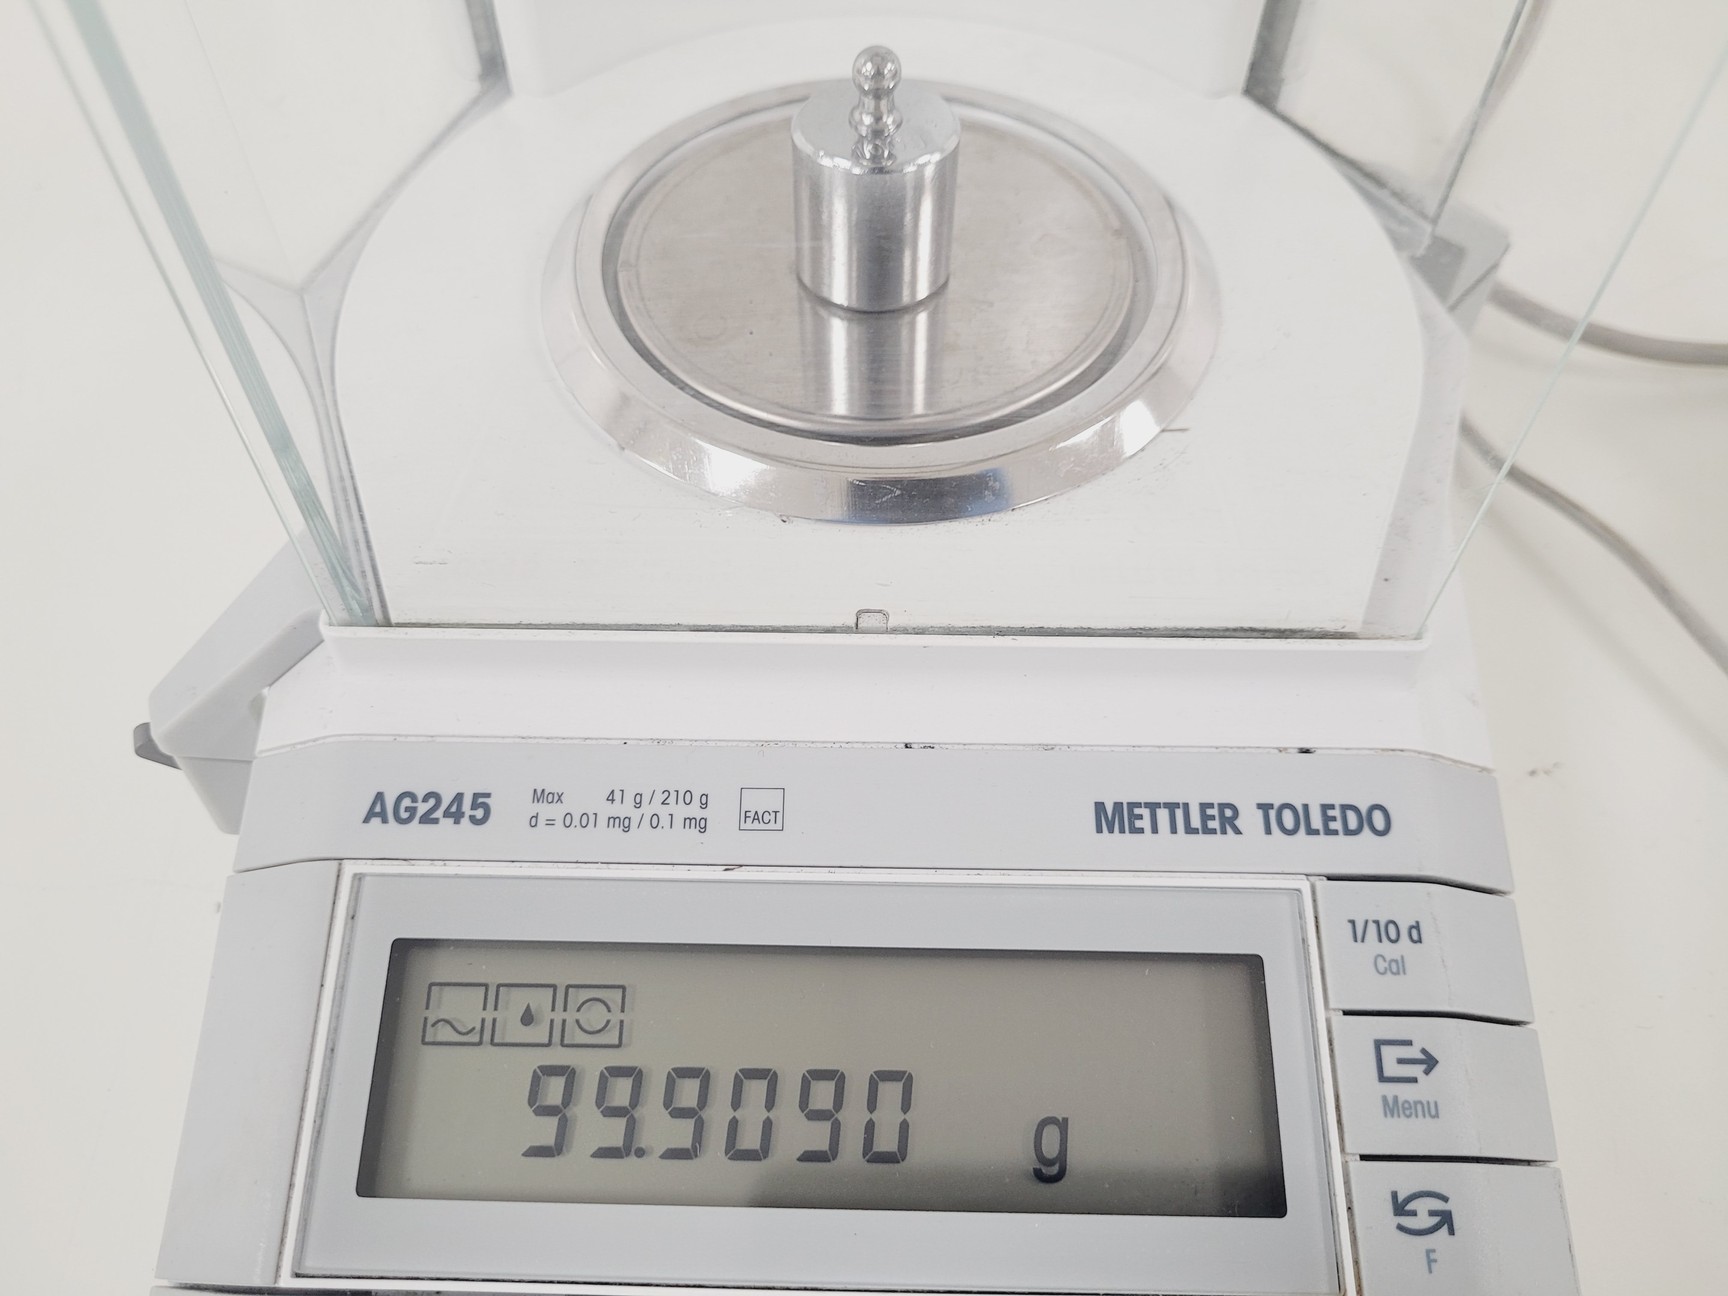 AG245
Max 41 g / 210 g
d = 0.01 mg / 0.1 mg
FACT
METTLER TOLEDO
99.9090 g
1/10 d
Cal
Menu
F